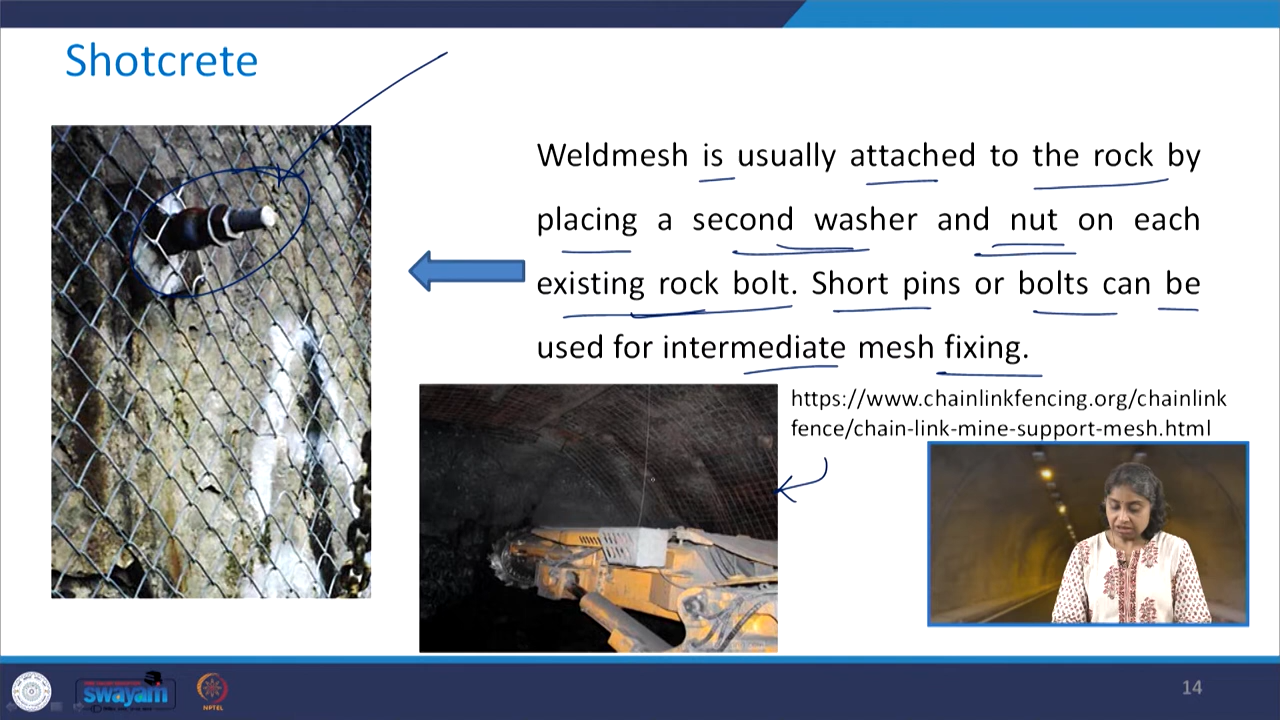 Shotcrete
Weldmesh is usually attached to the rock by
placing a second washer and nut on each
existing rock bolt. Short pins or bolts can be
used for intermediate mesh fixing.
https://www.chainlinkfencing.org/chainlink
fence/chain-link-mine-support-mesh.html
14
swayam
NPTEL